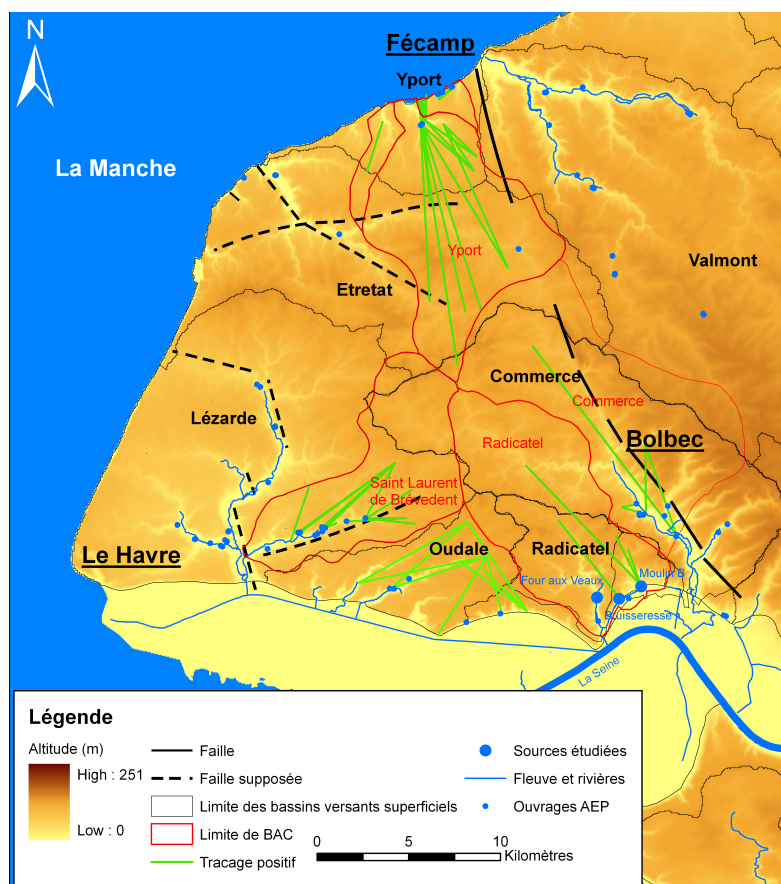 N
Fécamp
Yport
La Manche
Yport
Valmont
Etretat
Commerce
Commerce
Lézarde
Radicatel
Bolbec
Saint Laurent
de Brévedent
Le Havre
Oudale
Radicatel
Four aux Veaux
Moulin B
La Seine
Légende
Altitude (m)
High : 251
Low : 0
Faille
Faille supposée
Limite des bassins versants superficiels
Limite de BAC
Tracage positif
Sources étudiées
Fleuve et rivières
Ouvrages AEP
0 5 10
Kilomètres